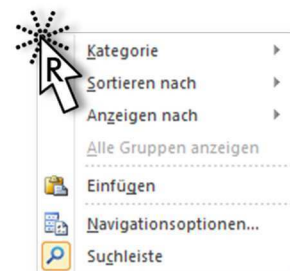 R
Kategorie
Sortieren nach
Anzeigen nach
Alle Gruppen anzeigen
Einfügen
Navigationsoptionen...
Suchleiste